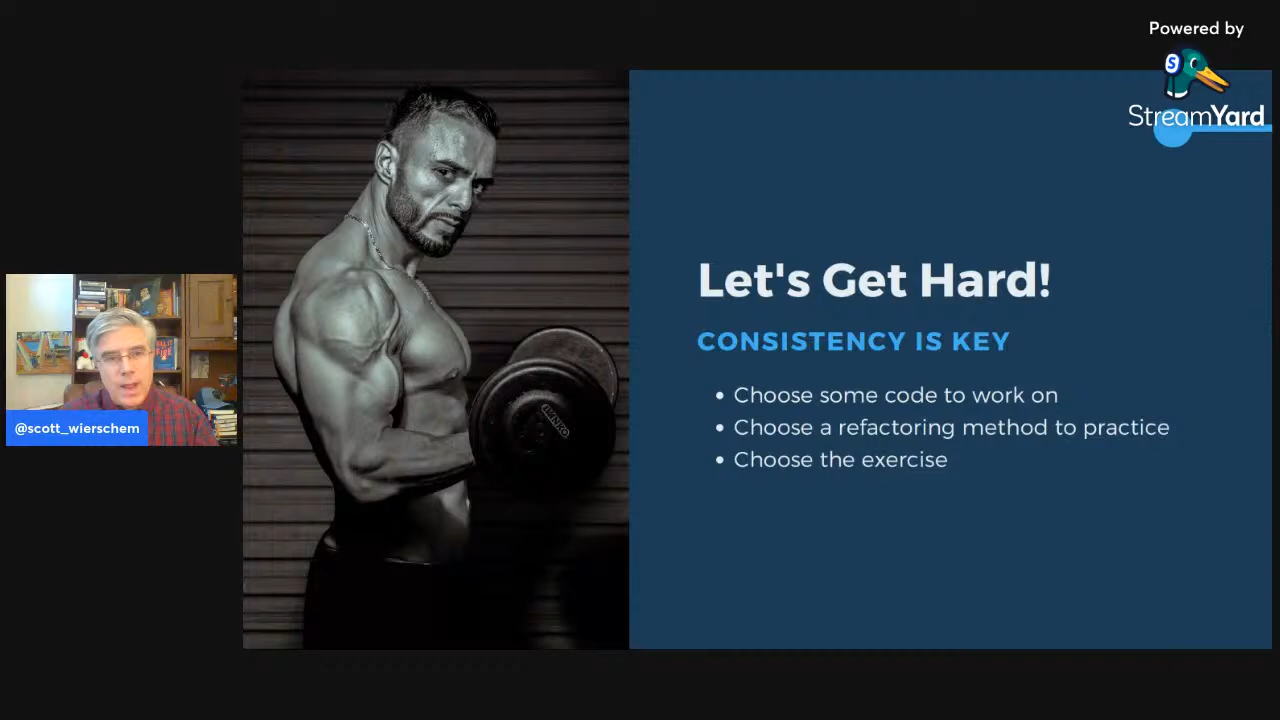 Powered by
StreamYard
Let's Get Hard!
CONSISTENCY IS KEY
• Choose some code to work on
• Choose a refactoring method to practice
• Choose the exercise
@scott_wierschem